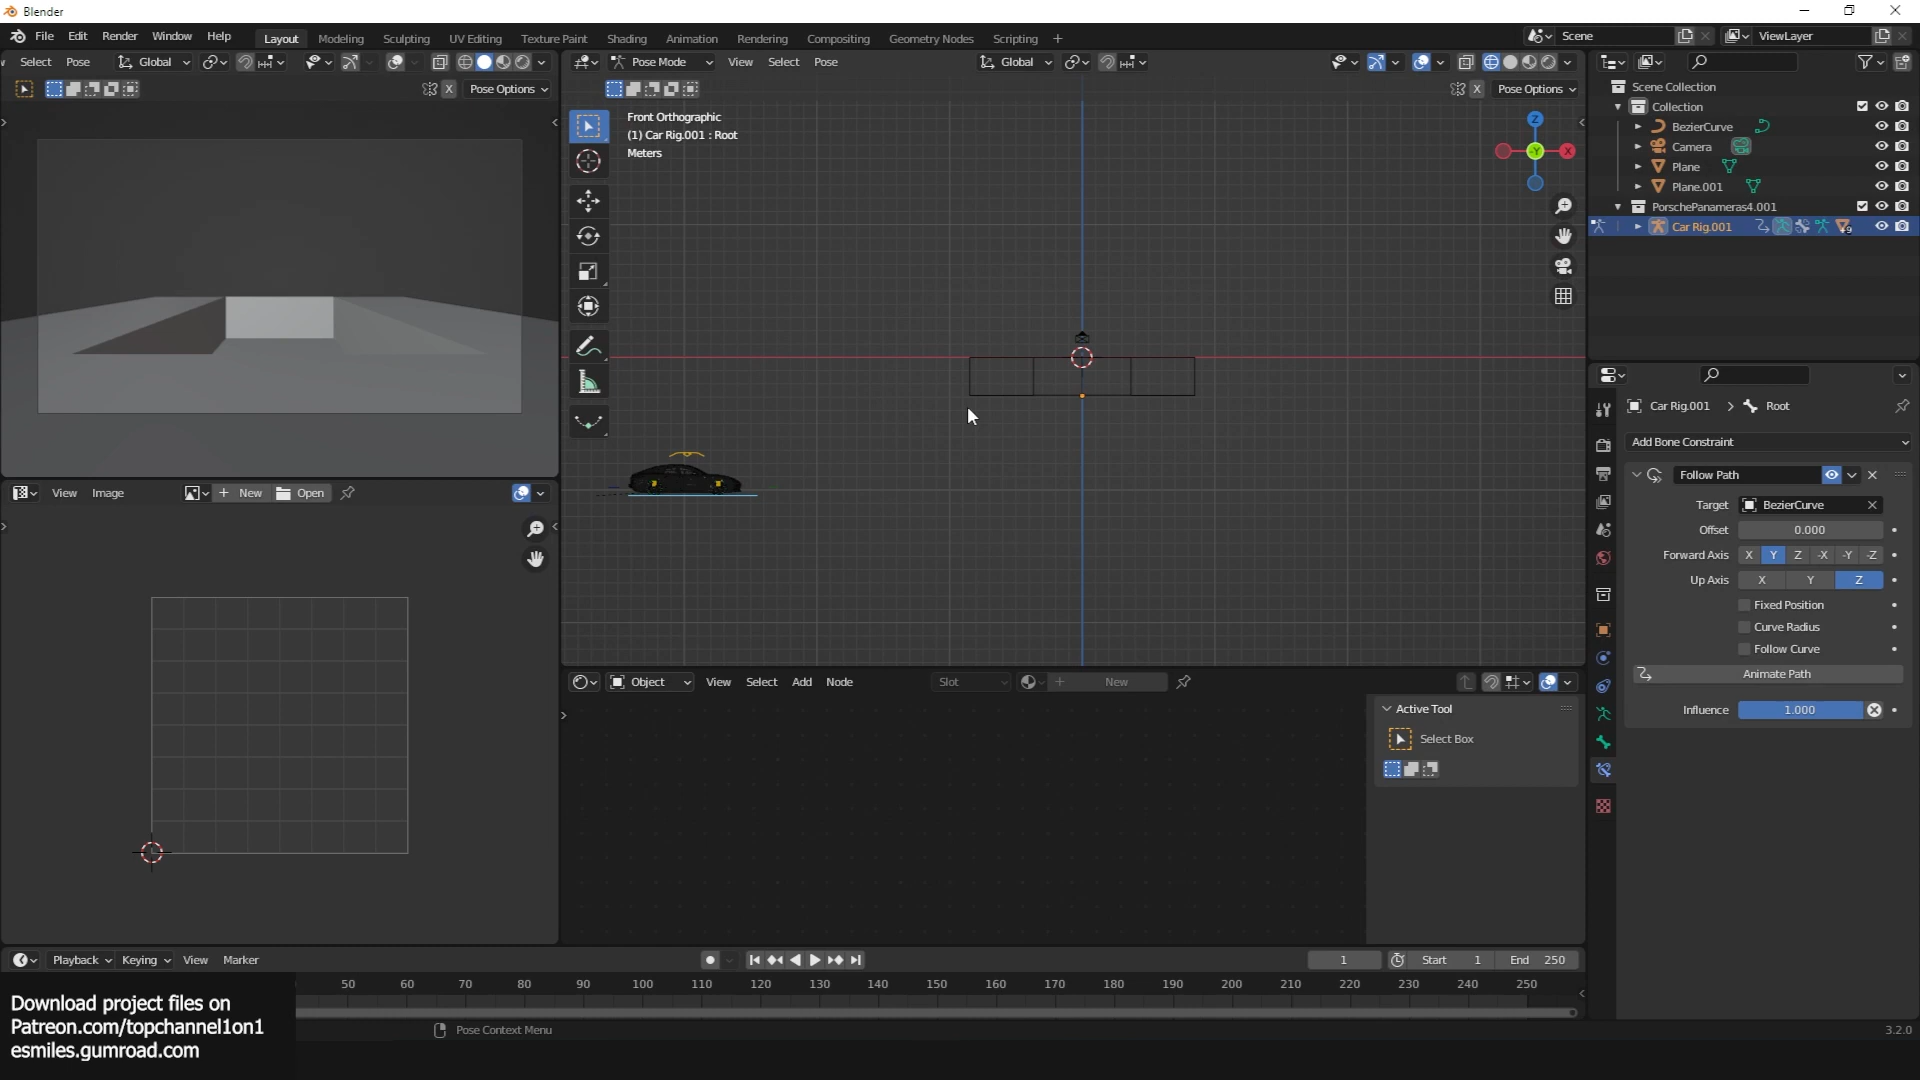 Blender
File Edit Render Window Help Layout Modeling Sculpting UV Editing Texture Paint Shading Animation Rendering Compositing Geometry Nodes Scripting + Scene ViewLayer
Select Pose Global Pose Mode View Select Pose Global
X Pose Options X Pose Options
Front Orthographic
(1) Car Rig.001 : Root
Meters
Z
-Y
X
Scene Collection
Collection
BezierCurve
Camera
Plane
Plane.001
PorschePanameras4.001
Car Rig.001
Car Rig.001 > Root
Add Bone Constraint
Follow Path
Target BezierCurve
Offset 0.000
Forward Axis X Y Z -X -Y -Z
Up Axis X Y Z
Fixed Position
Curve Radius
Follow Curve
Animate Path
Influence 1.000
View Image + New Open
Object View Select Add Node Slot + New
Active Tool
Select Box
Playback Keying View Marker 1 Start 1 End 250
50 60 70 80 90 100 110 120 130 140 150 160 170 180 190 200 210 220 230 240 250
Download project files on
Patreon.com/topchannel1on1
esmiles.gumroad.com
Pose Context Menu
3.2.0